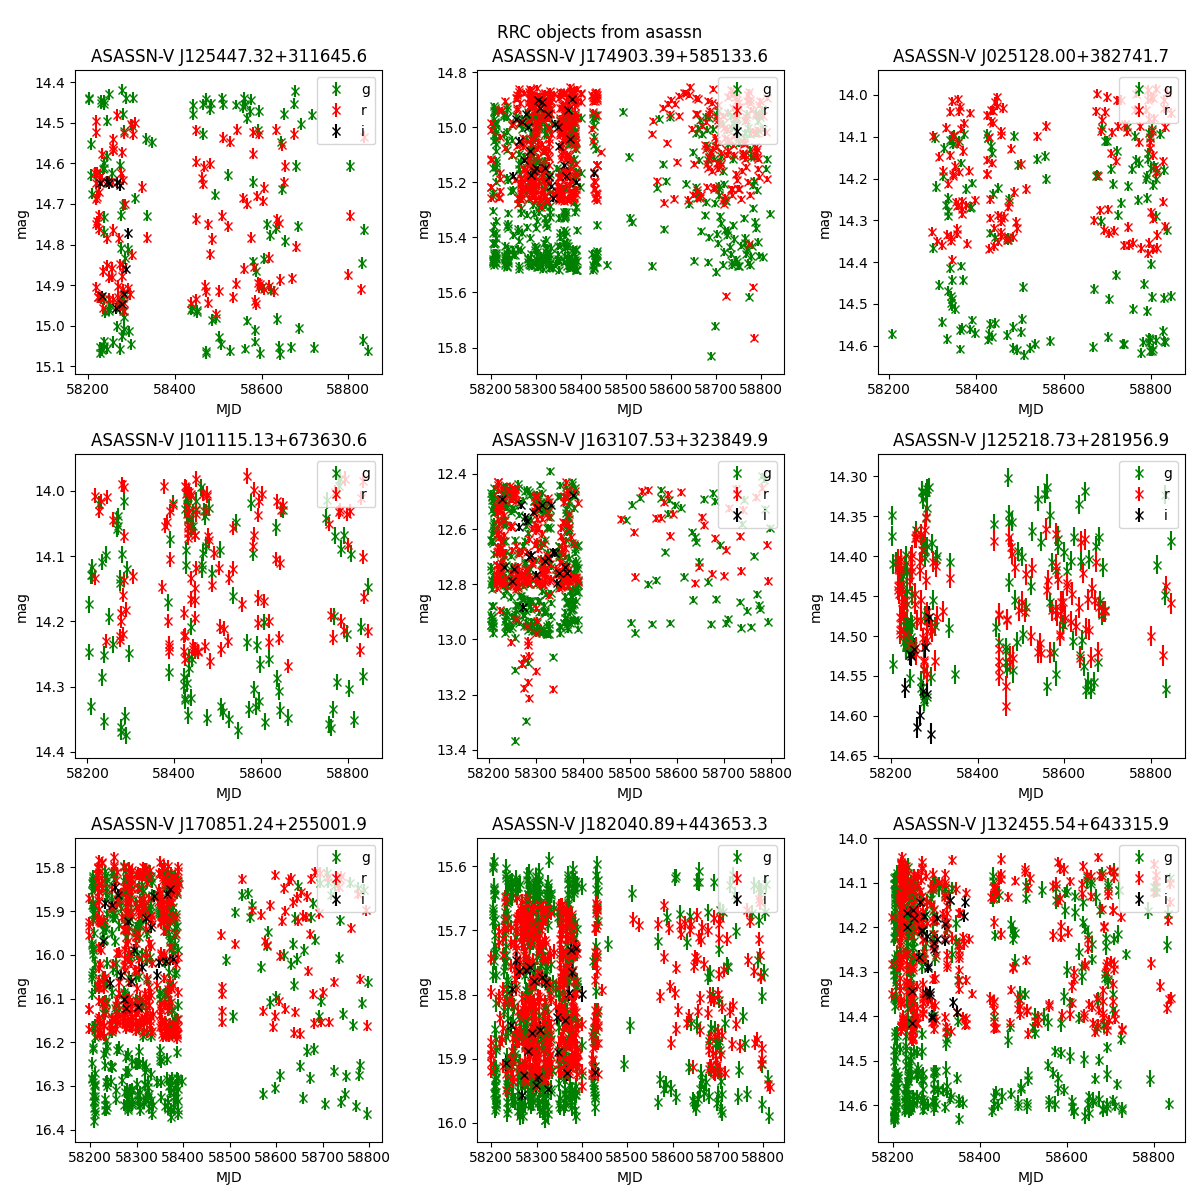 RRC objects from asassn
ASASSN-V J125447.32+311645.6
ASASSN-V J174903.39+585133.6
ASASSN-V J025128.00+382741.7
14.4
14.5
14.6
14.7
14.8
14.9
15.0
15.1
mag
58200
58400
58600
58800
MJD
g
r
i
14.8
15.0
15.2
15.4
15.6
15.8
mag
58200
58300
58400
58500
58600
58700
58800
MJD
g
r
i
14.0
14.1
14.2
14.3
14.4
14.5
14.6
mag
58200
58400
58600
58800
MJD
g
r
i
ASASSN-V J101115.13+673630.6
ASASSN-V J163107.53+323849.9
ASASSN-V J125218.73+281956.9
14.0
14.1
14.2
14.3
14.4
mag
58200
58400
58600
58800
MJD
g
r
i
12.4
12.6
12.8
13.0
13.2
13.4
mag
58200
58300
58400
58500
58600
58700
58800
MJD
g
r
i
14.30
14.35
14.40
14.45
14.50
14.55
14.60
14.65
mag
58200
58400
58600
58800
MJD
g
r
i
ASASSN-V J170851.24+255001.9
ASASSN-V J182040.89+443653.3
ASASSN-V J132455.54+643315.9
15.8
15.9
16.0
16.1
16.2
16.3
16.4
mag
58200
58300
58400
58500
58600
58700
58800
MJD
g
r
i
15.6
15.7
15.8
15.9
16.0
mag
58200
58300
58400
58500
58600
58700
58800
MJD
g
r
i
14.0
14.1
14.2
14.3
14.4
14.5
14.6
mag
58200
58400
58600
58800
MJD
g
r
i